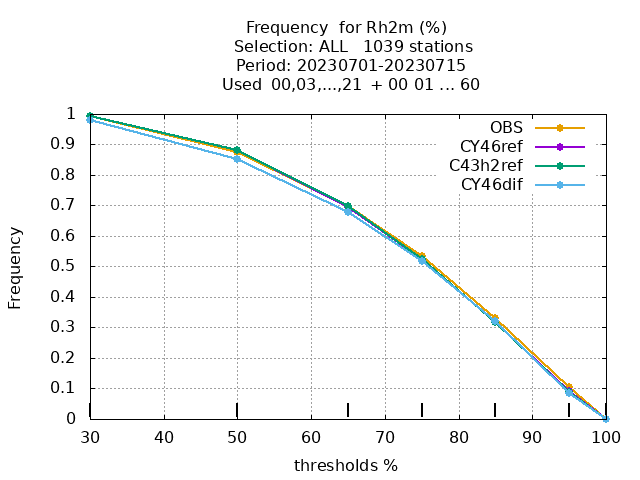 Frequency  for Rh2m (%)
Selection: ALL   1039 stations
Period: 20230701-20230715
Used  00,03,...,21  + 00 01 ... 60
1
0.9
0.8
0.7
0.6
0.5
0.4
0.3
0.2
0.1
0
Frequency
OBS
CY46ref
C43h2ref
CY46dif
30 40 50 60 70 80 90 100
thresholds %